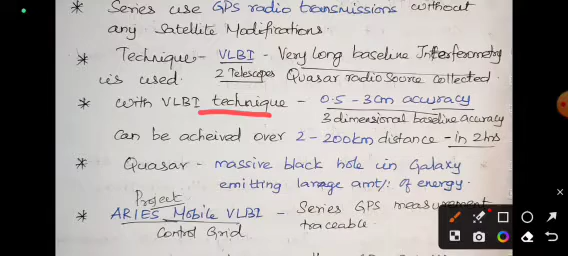 * Series use GPS radio transmissions without
any Satellite Modifications.
* Technique - VLBI - Very long baseline Interferometry
is used. 2 Telescopes Quasar radio Source collected
* With VLBI technique - 0.5 - 3cm accuracy
3 dimensional baseline accuracy
can be acheived over 2 - 200km distance - in 2hrs
* Quasar - massive black hole in Galaxy
emitting larage amt/: of energy.
Project
* ARIES Mobile VLBI - Series GPS measurement
Control Grid traceable.